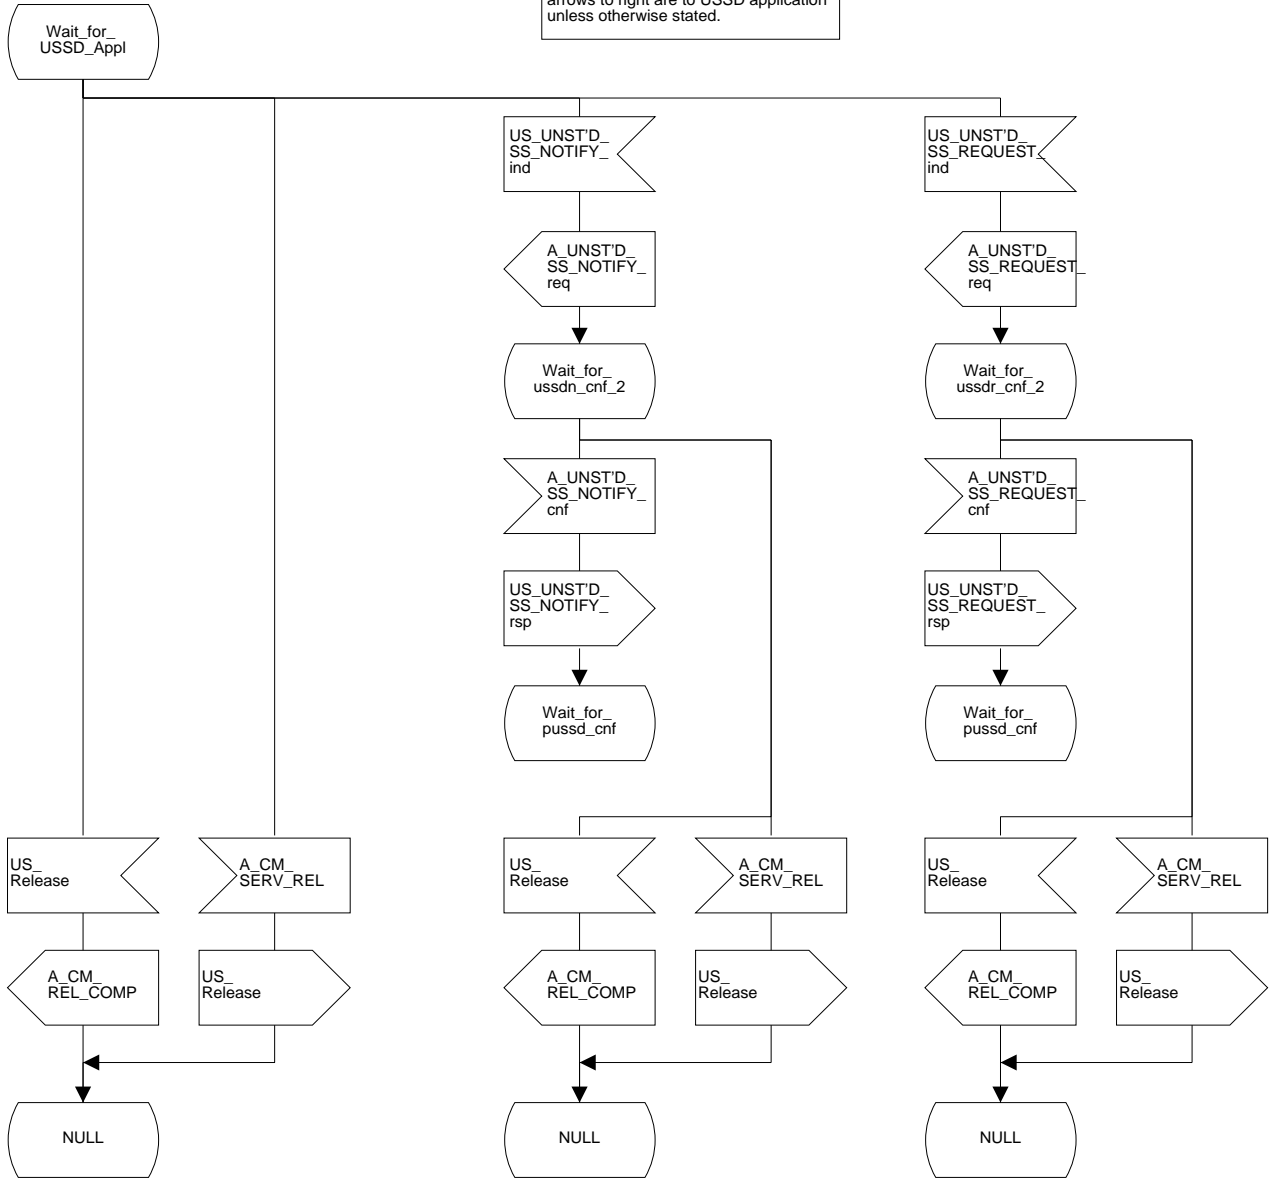 arrows to right are to USSD application
unless otherwise stated.
Wait_for_
USSD_Appl
US_UNST'D_
SS_NOTIFY_
ind
US_UNST'D_
SS_REQUEST_
ind
A_UNST'D_
SS_NOTIFY_
req
A_UNST'D_
SS_REQUEST_
req
Wait_for_
ussdn_cnf_2
Wait_for_
ussdr_cnf_2
A_UNST'D_
SS_NOTIFY_
cnf
A_UNST'D_
SS_REQUEST_
cnf
US_UNST'D_
SS_NOTIFY_
rsp
US_UNST'D_
SS_REQUEST_
rsp
Wait_for_
pussd_cnf
Wait_for_
pussd_cnf
US_
Release
A_CM_
SERV_REL
US_
Release
A_CM_
SERV_REL
US_
Release
A_CM_
SERV_REL
A_CM_
REL_COMP
US_
Release
A_CM_
REL_COMP
US_
Release
A_CM_
REL_COMP
US_
Release
NULL
NULL
NULL